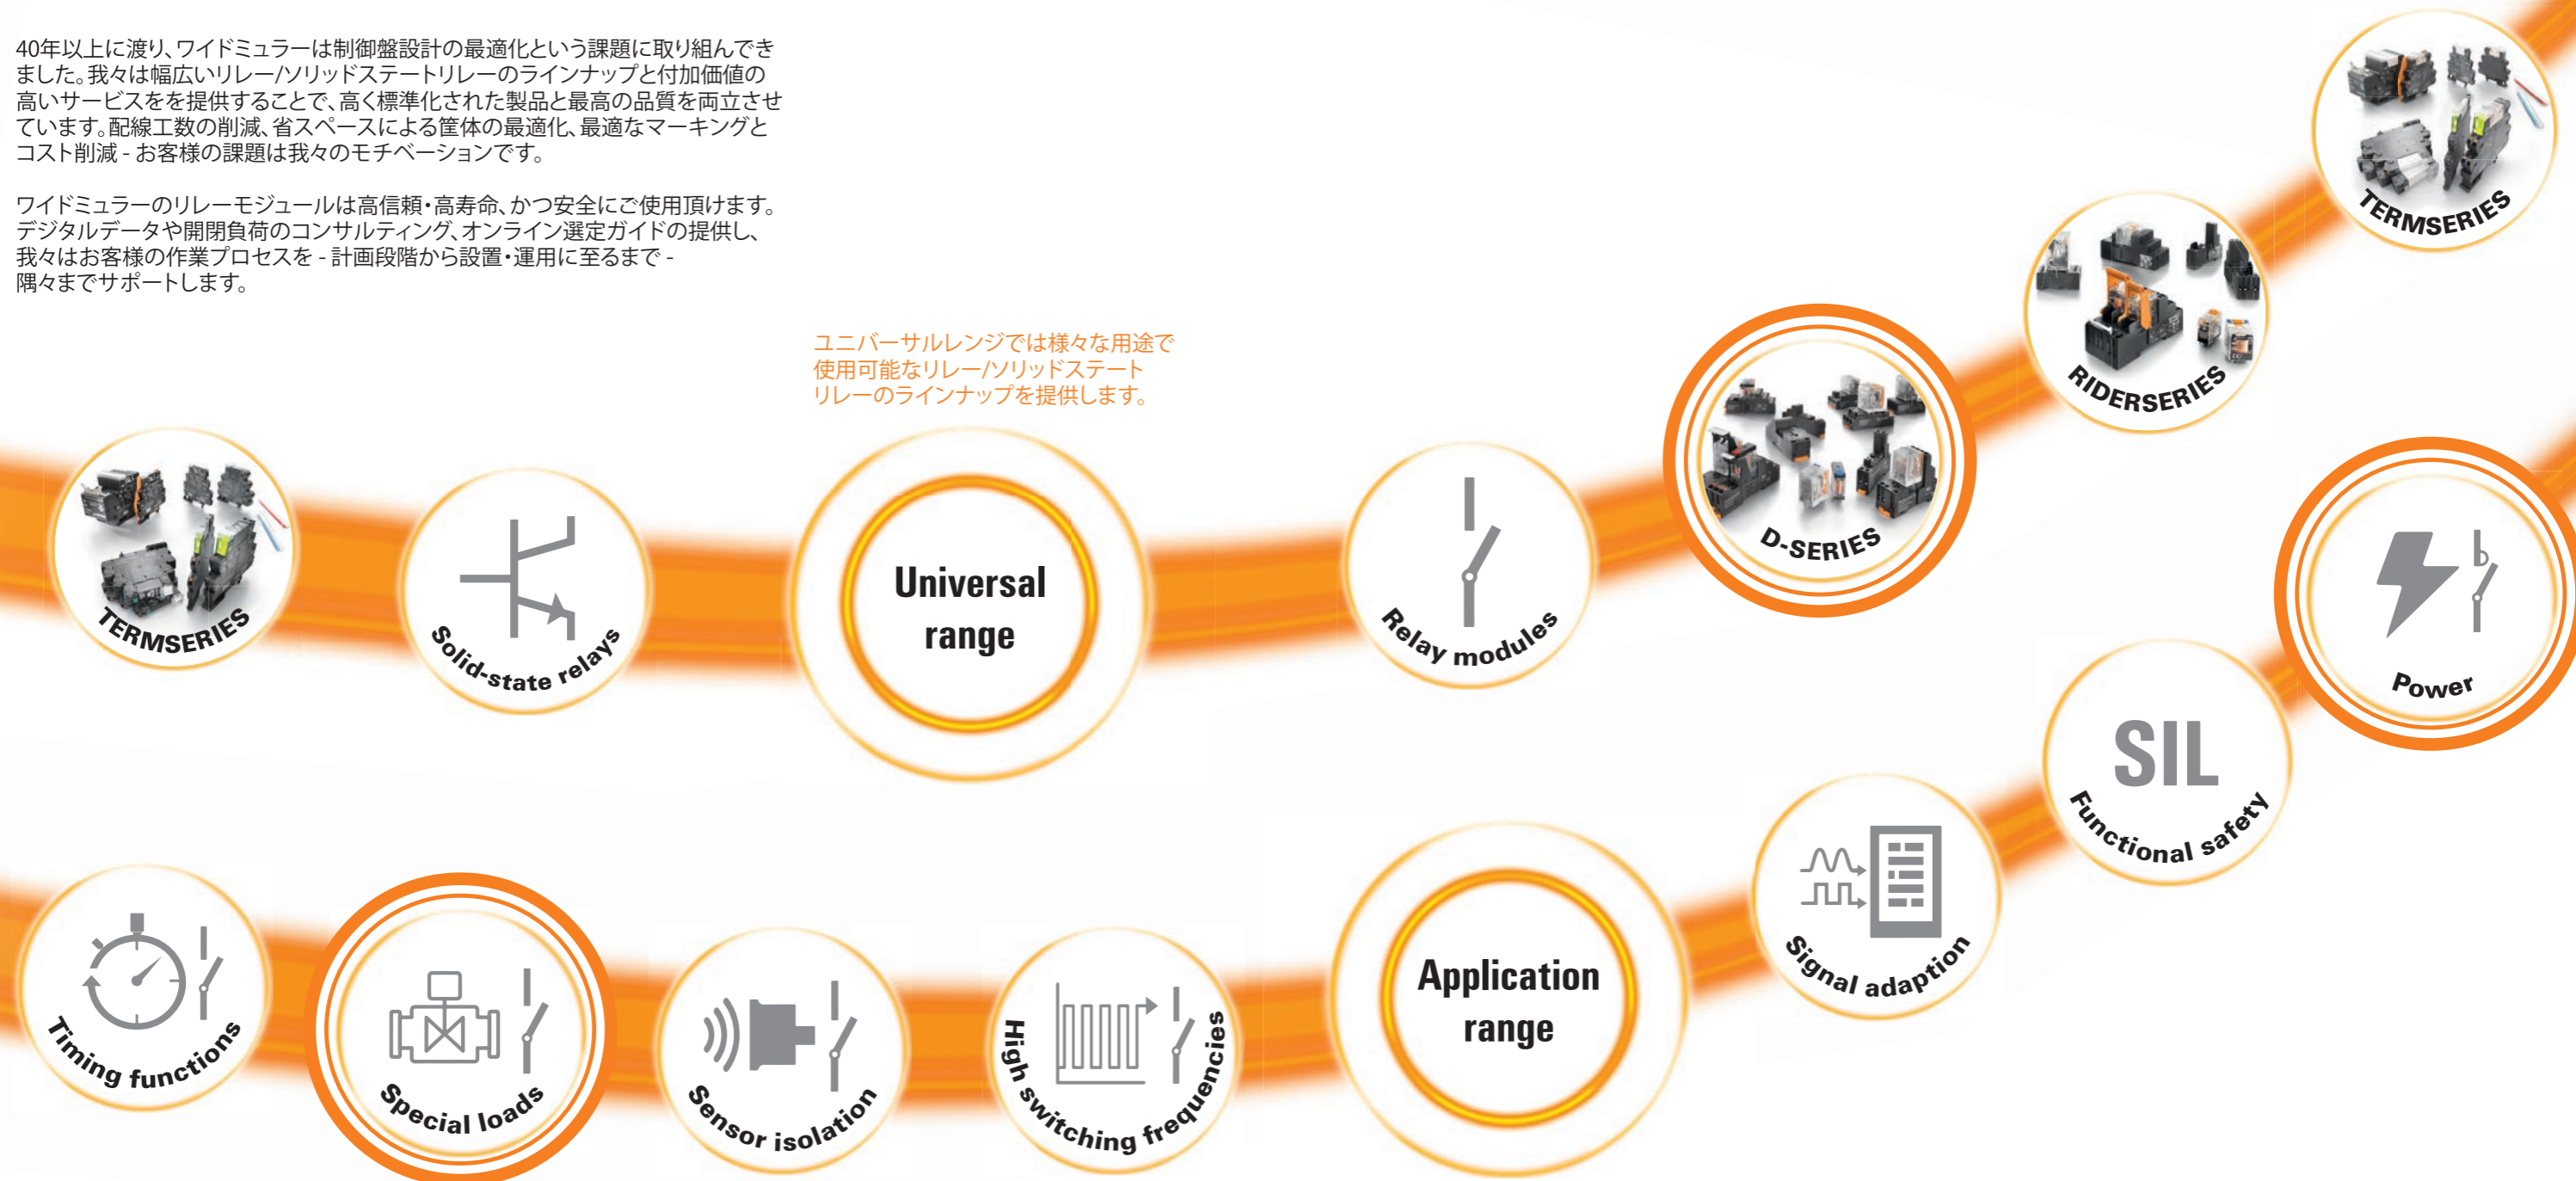 40年以上に渡り、ワイドミュラーは制御盤設計の最適化という課題に取り組んでき
ました。我々は幅広いリレー/ソリッドステートリレーのラインナップと付加価値の
高いサービスをを提供することで、高く標準化された製品と最高の品質を両立させ
ています。配線工数の削減、省スペースによる筐体の最適化、最適なマーキングと
コスト削減 - お客様の課題は我々のモチベーションです。
ワイドミュラーのリレーモジュールは高信頼・高寿命、かつ安全にご使用頂けます。
デジタルデータや開閉負荷のコンサルティング、オンライン選定ガイドの提供し、
我々はお客様の作業プロセスを - 計画段階から設置・運用に至るまで -
隅々までサポートします。
ユニバーサルレンジでは様々な用途で
使用可能なリレー/ソリッドステート
リレーのラインナップを提供します。
TERMSERIES
Solid-state relays
Universal
range
Relay modules
D-SERIES
RIDERSERIES
TERMSERIES
Timing functions
Special loads
Sensor isolation
High switching frequencies
Application
range
Signal adaption
SIL
Functional safety
Power